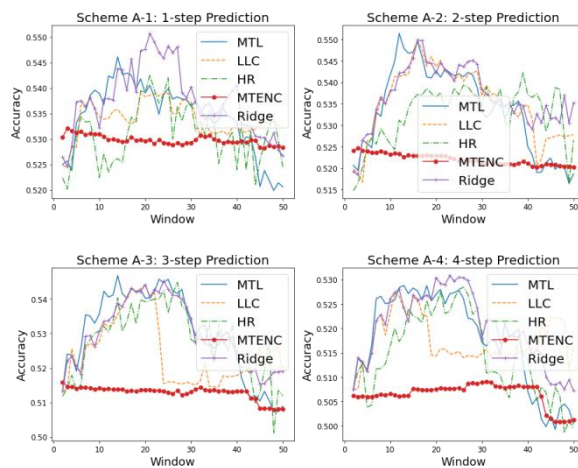 Scheme A-1: 1-step Prediction
Accuracy
0.550
0.545
0.540
0.535
0.530
0.525
0.520
0
10
20
30
40
50
Window
MTL
LLC
HR
MTENC
Ridge
Scheme A-2: 2-step Prediction
Accuracy
0.550
0.545
0.540
0.535
0.530
0.525
0.520
0.515
0
10
20
30
40
50
Window
MTL
LLC
HR
MTENC
Ridge
Scheme A-3: 3-step Prediction
Accuracy
0.54
0.53
0.52
0.51
0.50
0
10
20
30
40
50
Window
MTL
LLC
HR
MTENC
Ridge
Scheme A-4: 4-step Prediction
Accuracy
0.530
0.525
0.520
0.515
0.510
0.505
0.500
0
10
20
30
40
50
Window
MTL
LLC
HR
MTENC
Ridge